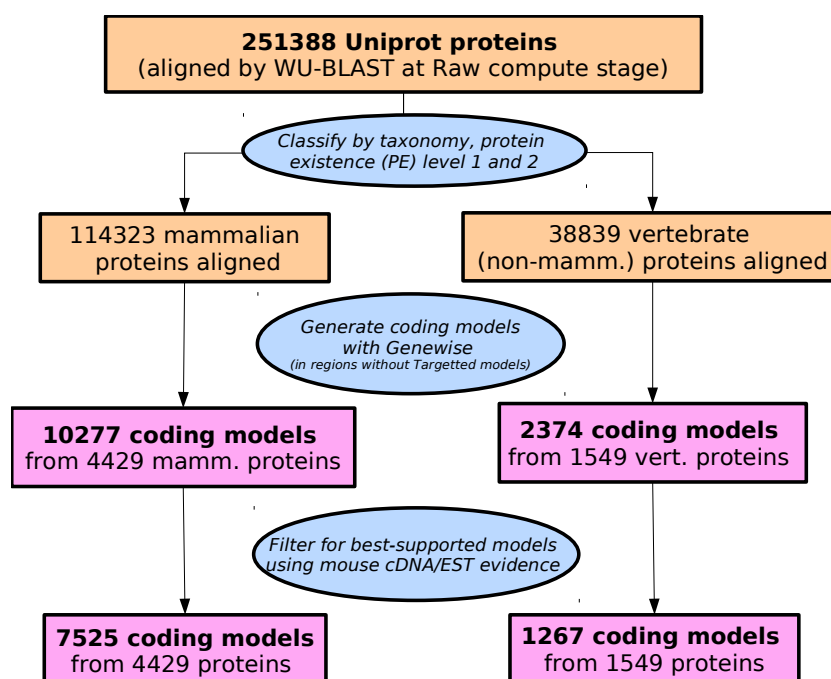 251388 Uniprot proteins
(aligned by WU-BLAST at Raw compute stage)
Classify by taxonomy, protein
existence (PE) level 1 and 2
114323 mammalian
proteins aligned
38839 vertebrate
(non-mamm.) proteins aligned
Generate coding models
with Genewise
(in regions without Targetted models)
10277 coding models
from 4429 mamm. proteins
2374 coding models
from 1549 vert. proteins
Filter for best-supported models
using mouse cDNA/EST evidence
7525 coding models
from 4429 proteins
1267 coding models
from 1549 proteins